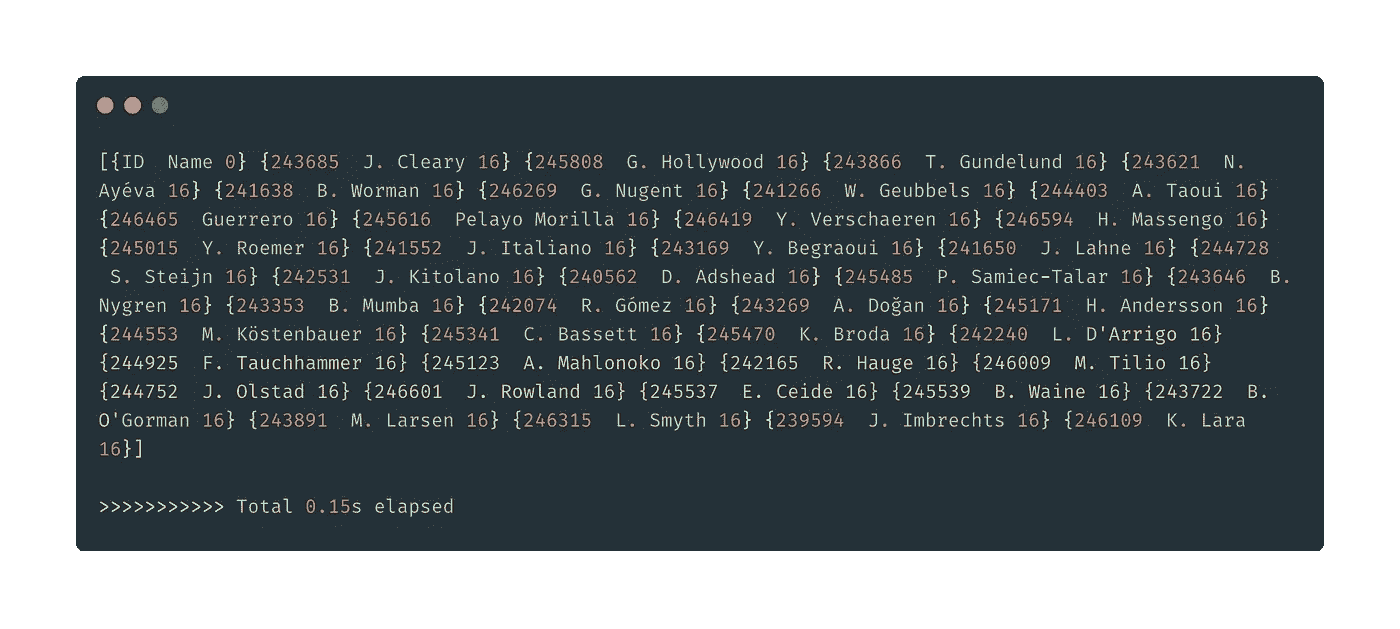 [{ID  Name 0} {243685  J. Cleary 16} {245808  G. Hollywood 16} {243866  T. Gundelund 16} {243621  N.
Ayéva 16} {241638  B. Worman 16} {246269  G. Nugent 16} {241266  W. Geubbels 16} {244403  A. Taoui 16}
{246465  Guerrero 16} {245616  Pelayo Morilla 16} {246419  Y. Verschaeren 16} {246594  H. Massengo 16}
{245015  Y. Roemer 16} {241552  J. Italiano 16} {243169  Y. Begraoui 16} {241650  J. Lahne 16} {244728
 S. Steijn 16} {242531  J. Kitolano 16} {240562  D. Adshead 16} {245485  P. Samiec-Talar 16} {243646  B.
Nygren 16} {243353  B. Mumba 16} {242074  R. Gómez 16} {243269  A. Doğan 16} {245171  H. Andersson 16}
{244553  M. Köstenbauer 16} {245341  C. Bassett 16} {245470  K. Broda 16} {242240  L. D'Arrigo 16}
{244925  F. Tauchhammer 16} {245123  A. Mahlonoko 16} {242165  R. Hauge 16} {246009  M. Tilio 16}
{244752  J. Olstad 16} {246601  J. Rowland 16} {245537  E. Ceide 16} {245539  B. Waine 16} {243722  B.
O'Gorman 16} {243891  M. Larsen 16} {246315  L. Smyth 16} {239594  J. Imbrechts 16} {246109  K. Lara
16}]
>>>>>>>>>>> Total 0.15s elapsed